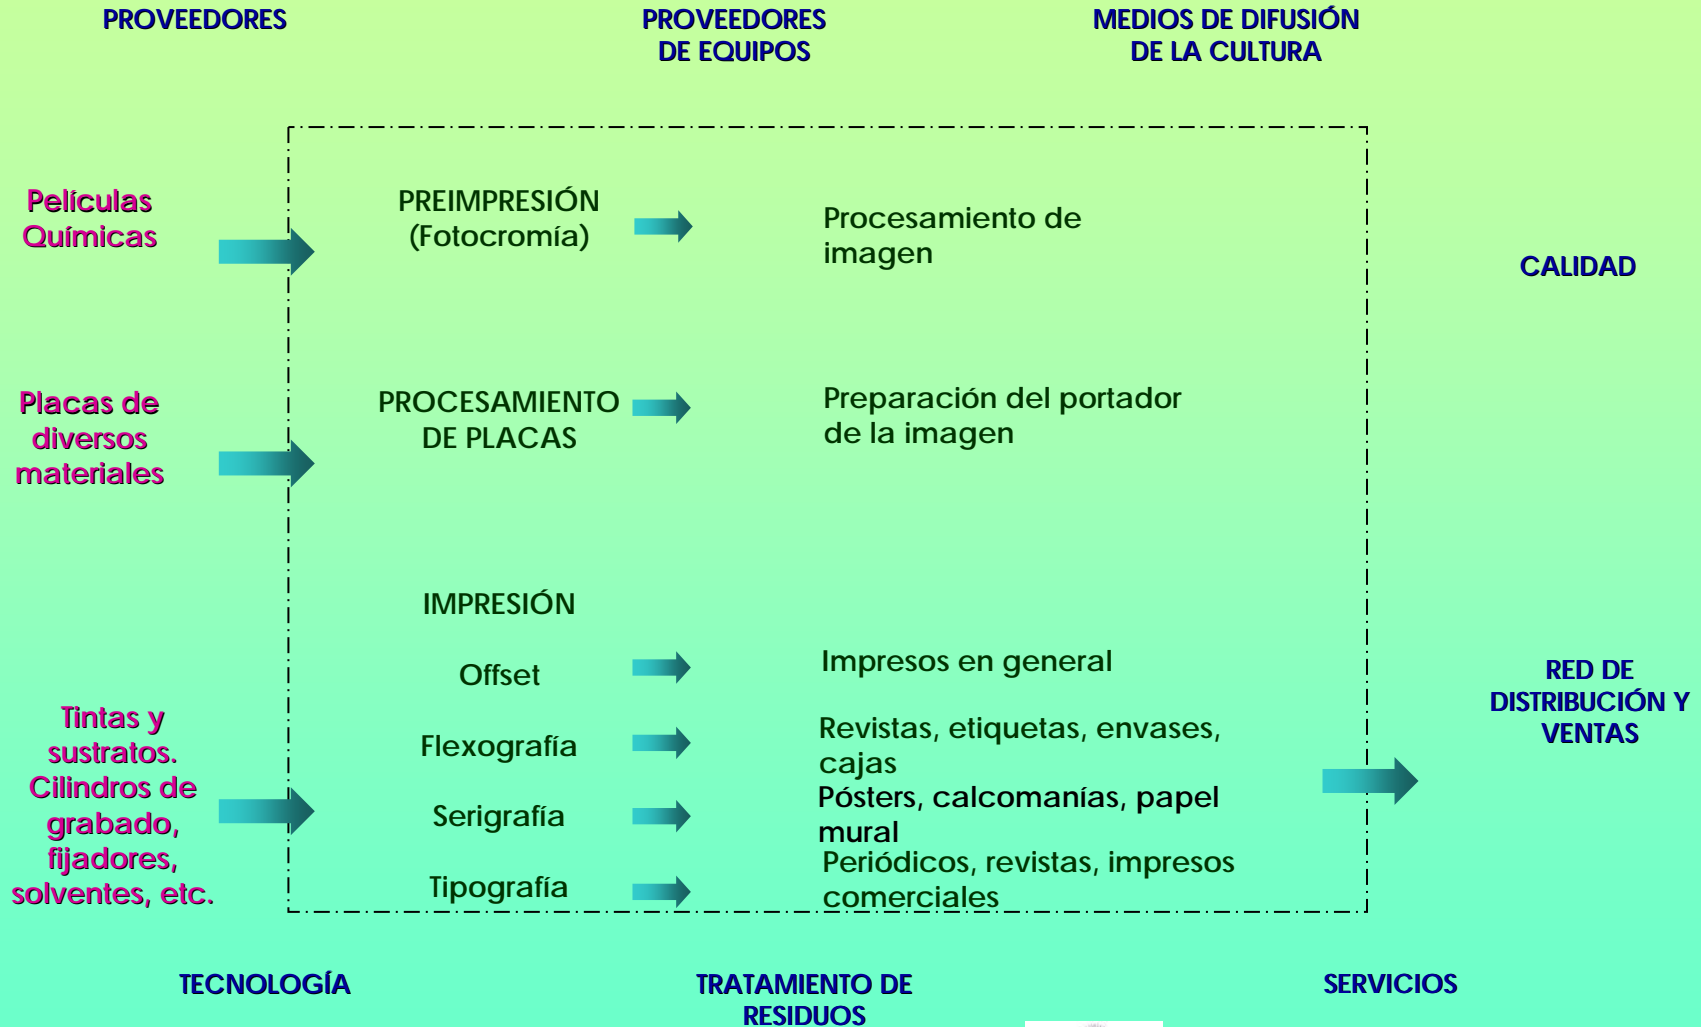 PROVEEDORES
PROVEEDORES
DE EQUIPOS
MEDIOS DE DIFUSIÓN
DE LA CULTURA
Películas
Químicas
PREIMPRESIÓN
(Fotocromía)
Procesamiento de
imagen
CALIDAD
Placas de
diversos
materiales
PROCESAMIENTO
DE PLACAS
Preparación del portador
de la imagen
IMPRESIÓN
Tintas y
sustratos.
Cilindros de
grabado,
fijadores,
solventes, etc.
Offset
Impresos en general
Flexografía
Revistas, etiquetas, envases,
cajas
Serigrafía
Pósters, calcomanías, papel
mural
Tipografía
Periódicos, revistas, impresos
comerciales
RED DE
DISTRIBUCIÓN Y
VENTAS
TECNOLOGÍA
TRATAMIENTO DE
RESIDUOS
SERVICIOS